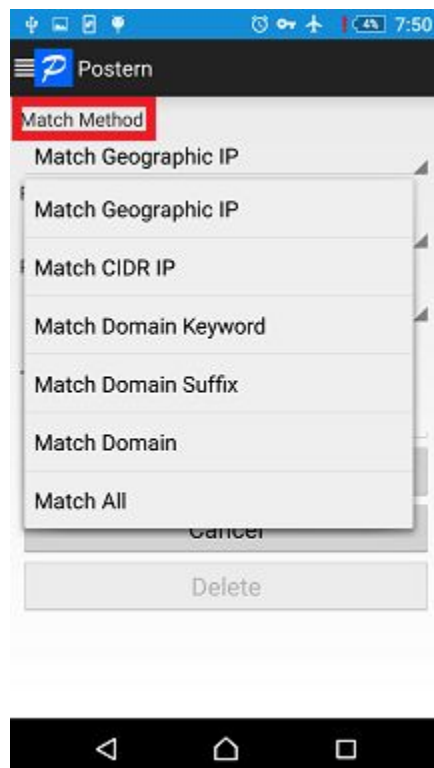 4% 7:50
Postern
Match Method
Match Geographic IP
Match Geographic IP
Match CIDR IP
Match Domain Keyword
Match Domain Suffix
Match Domain
Match All
Cancel
Delete